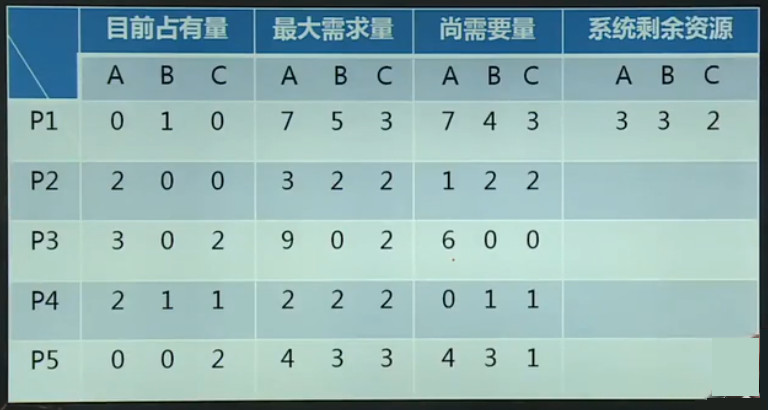 目前占有量 最大需求量 尚需要量 系统剩余资源
A B C A B C A B C A B C
P1 0 1 0 7 5 3 7 4 3 3 3 2
P2 2 0 0 3 2 2 1 2 2
P3 3 0 2 9 0 2 6 0 0
P4 2 1 1 2 2 2 0 1 1
P5 0 0 2 4 3 3 4 3 1